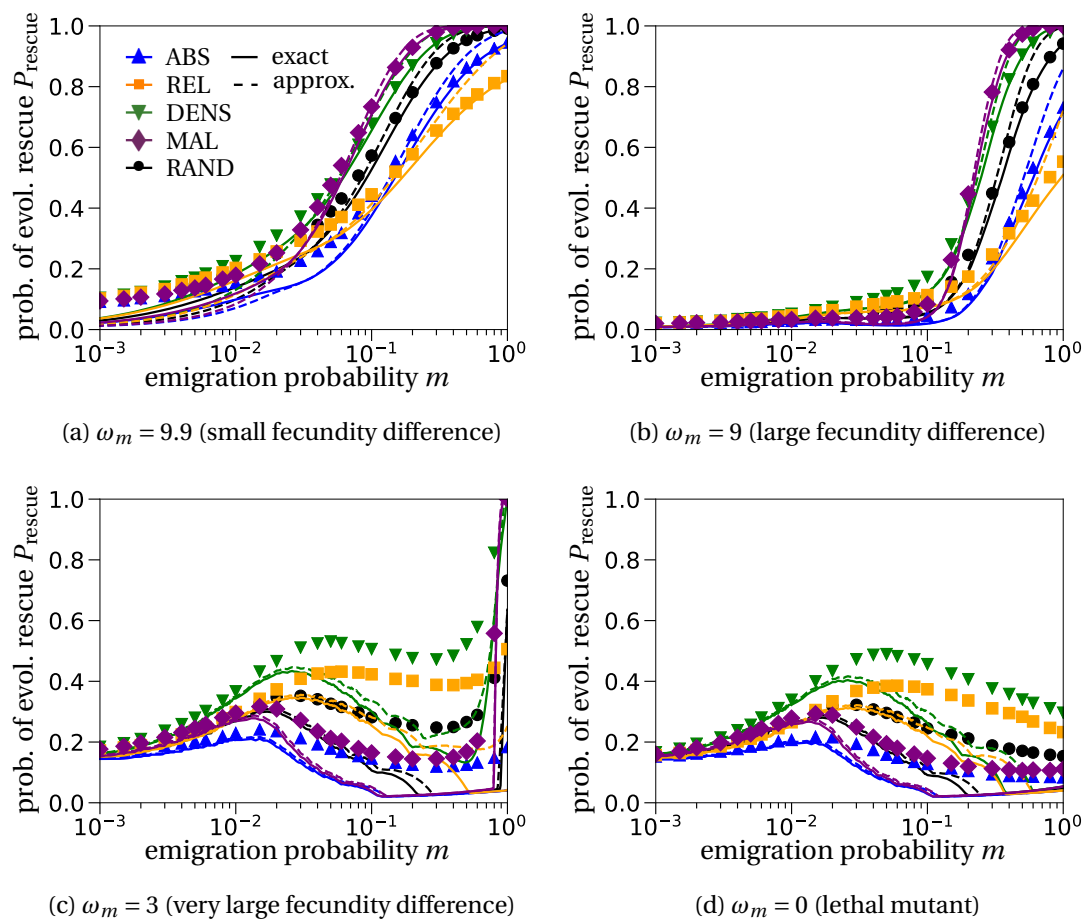 prob. of evol. rescue P_rescue
1.0
0.8
0.6
0.4
0.2
0.0
ABS
REL
DENS
MAL
RAND
exact
approx.
10^-3
10^-2
10^-1
10^0
emigration probability m
(a) ω_m = 9.9 (small fecundity difference)
prob. of evol. rescue P_rescue
1.0
0.8
0.6
0.4
0.2
0.0
10^-3
10^-2
10^-1
10^0
emigration probability m
(b) ω_m = 9 (large fecundity difference)
prob. of evol. rescue P_rescue
1.0
0.8
0.6
0.4
0.2
0.0
10^-3
10^-2
10^-1
10^0
emigration probability m
(c) ω_m = 3 (very large fecundity difference)
prob. of evol. rescue P_rescue
1.0
0.8
0.6
0.4
0.2
0.0
10^-3
10^-2
10^-1
10^0
emigration probability m
(d) ω_m = 0 (lethal mutant)